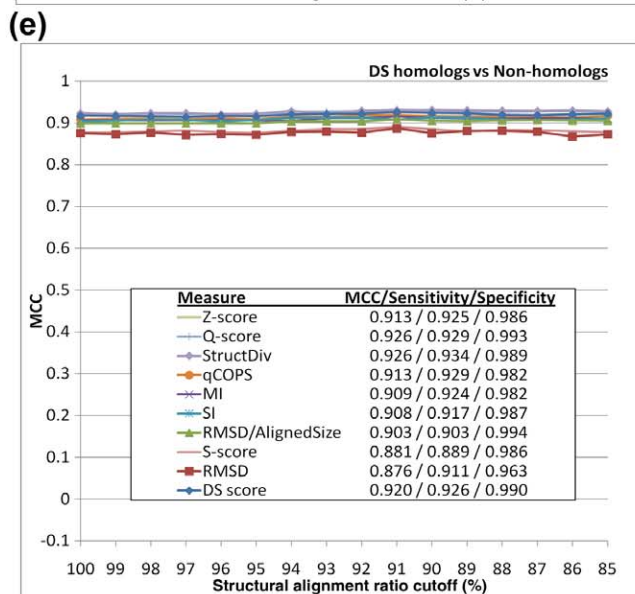 (e)
DS homologs vs Non-homologs
1
0.9
0.8
0.7
0.6
0.5
0.4
0.3
0.2
0.1
0
-0.1
MCC
Measure MCC/Sensitivity/Specificity
Z-score 0.913 / 0.925 / 0.986
Q-score 0.926 / 0.929 / 0.993
StructDiv 0.926 / 0.934 / 0.989
qCOPS 0.913 / 0.929 / 0.982
MI 0.909 / 0.924 / 0.982
SI 0.908 / 0.917 / 0.987
RMSD/AlignedSize 0.903 / 0.903 / 0.994
S-score 0.881 / 0.889 / 0.986
RMSD 0.876 / 0.911 / 0.963
DS score 0.920 / 0.926 / 0.990
100 99 98 97 96 95 94 93 92 91 90 89 88 87 86 85
Structural alignment ratio cutoff (%)